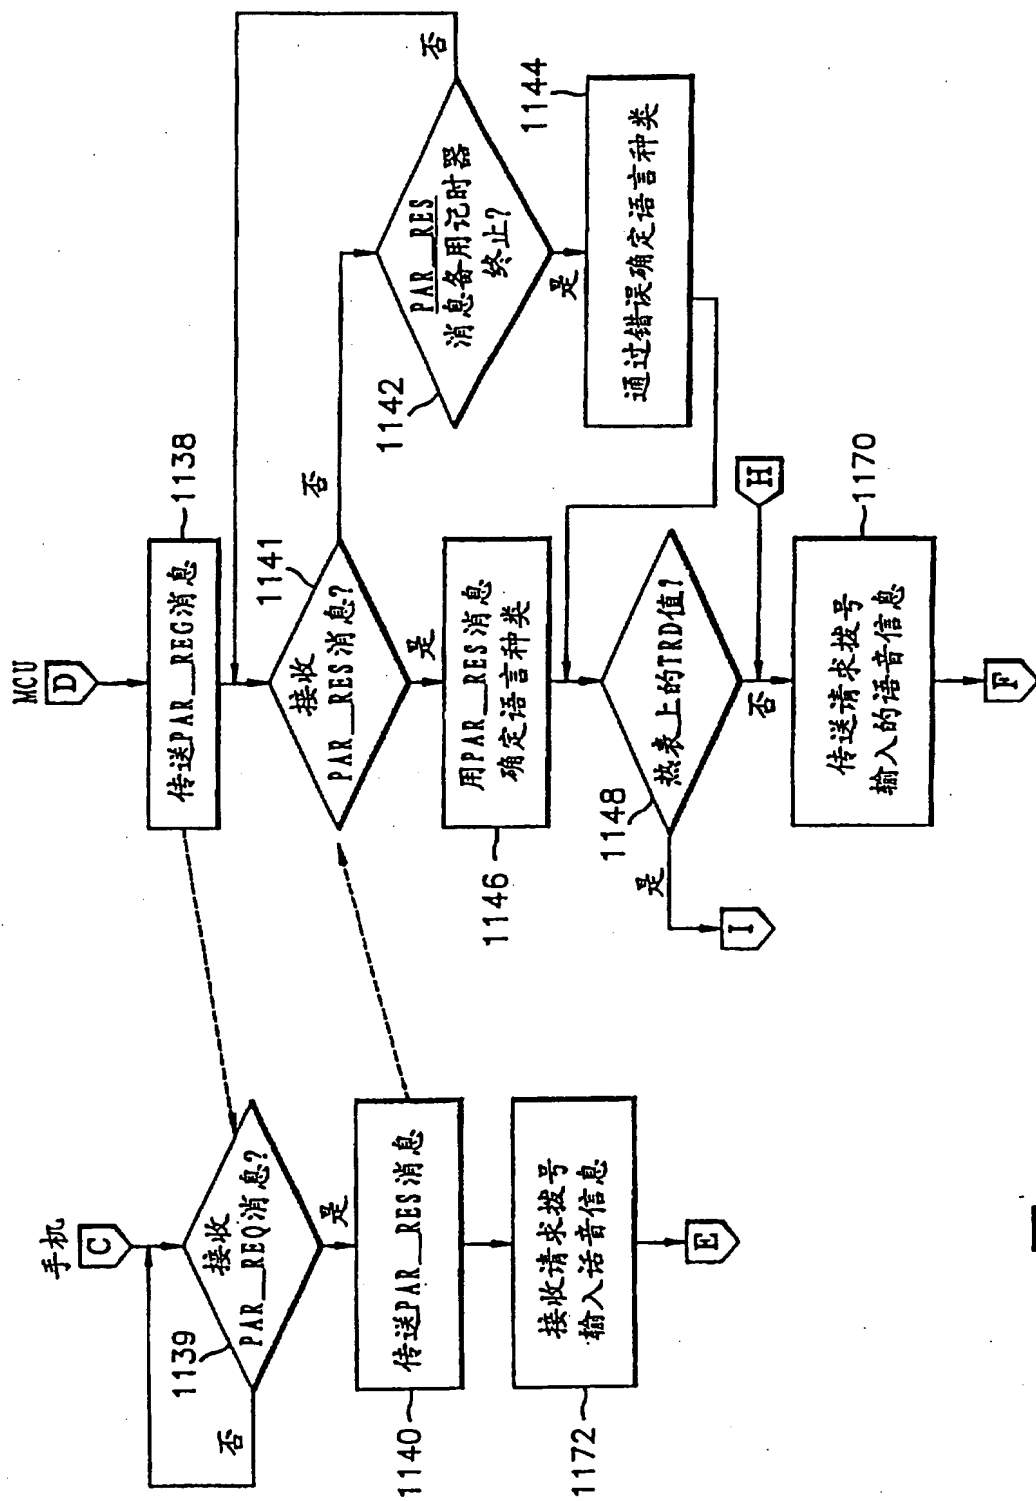 手机
C
接收
PAR__REQ消息?
1139
否
是
传送PAR__RES消息
1140
接收请求拨号
输入话音信息
1172
E
MCU
D
传送PAR__REG消息
1138
接收
PAR__RES消息?
1141
否
是
PAR__RES
消息备用记时器
终止?
1142
否
是
通过错误确定语言种类
1144
用PAR__RES消息
确定语言种类
1146
热表上的TRD值?
1148
是
否
I
H
传送请求拨号
输入的语音信息
1170
F